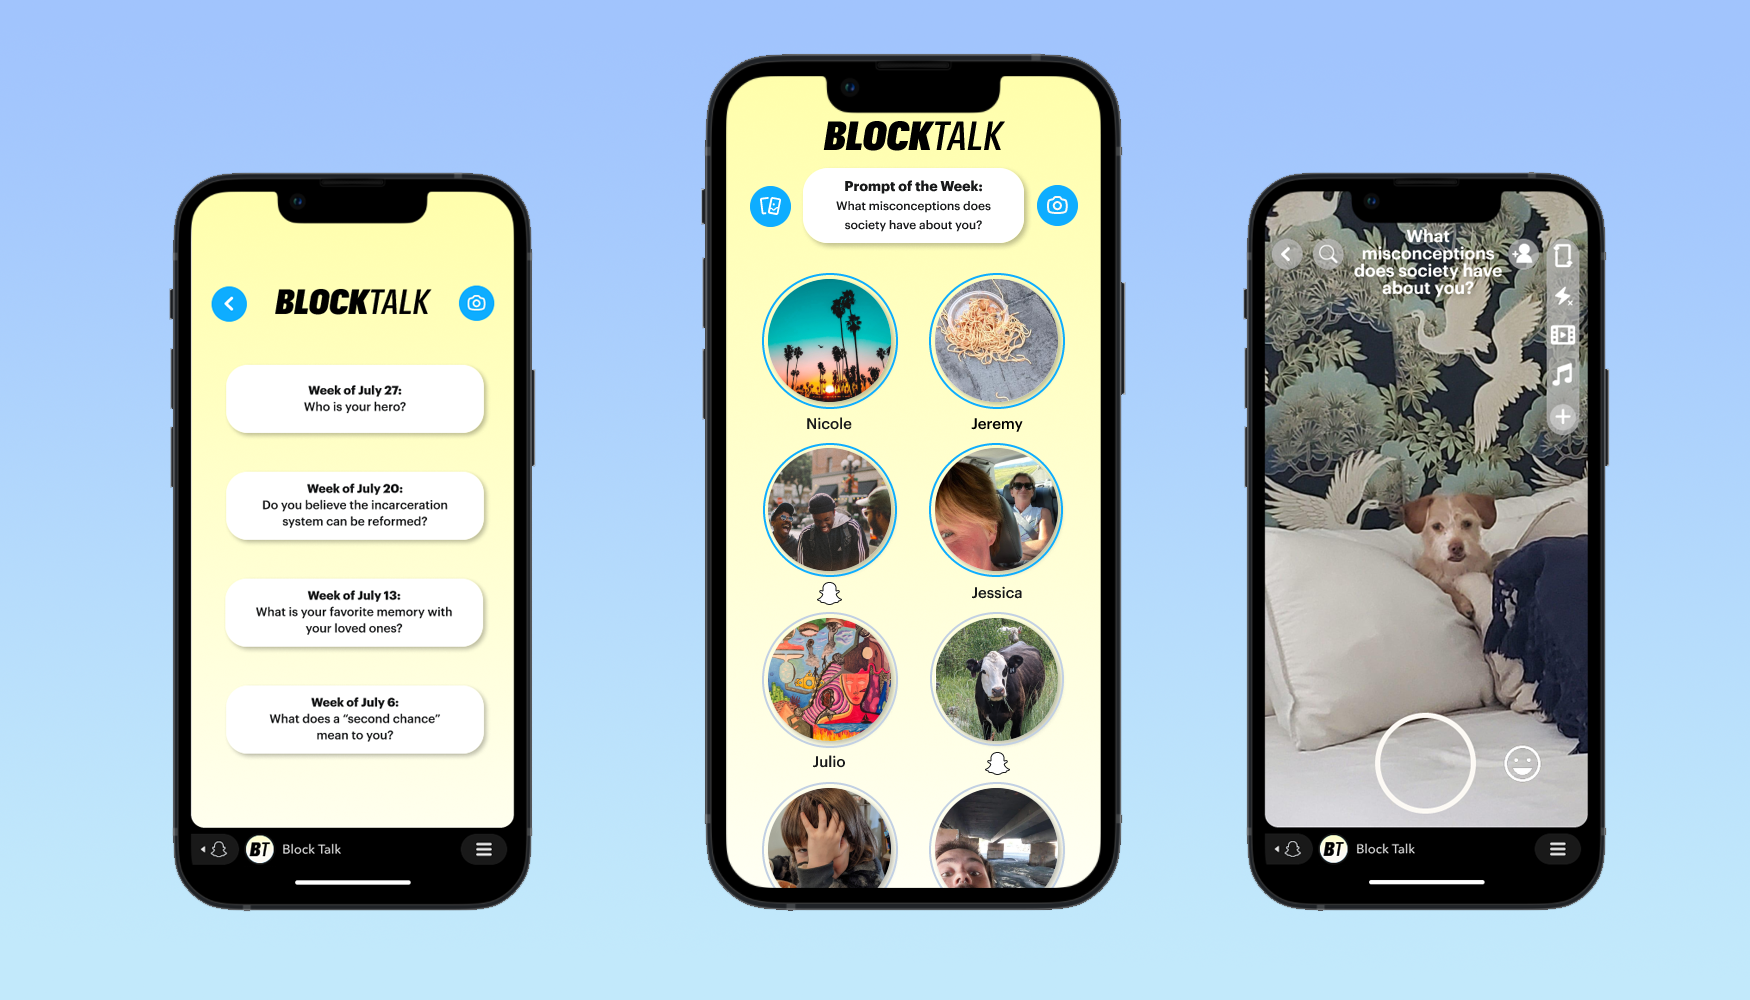 BLOCKTALK
Week of July 27:
Who is your hero?
Week of July 20:
Do you believe the incarceration
system can be reformed?
Week of July 13:
What is your favorite memory with
your loved ones?
Week of July 6:
What does a “second chance”
mean to you?
BT Block Talk
BLOCKTALK
Prompt of the Week:
What misconceptions does
society have about you?
Nicole
Jeremy
Jessica
Julio
What
misconceptions
does society have
about you?
BT Block Talk